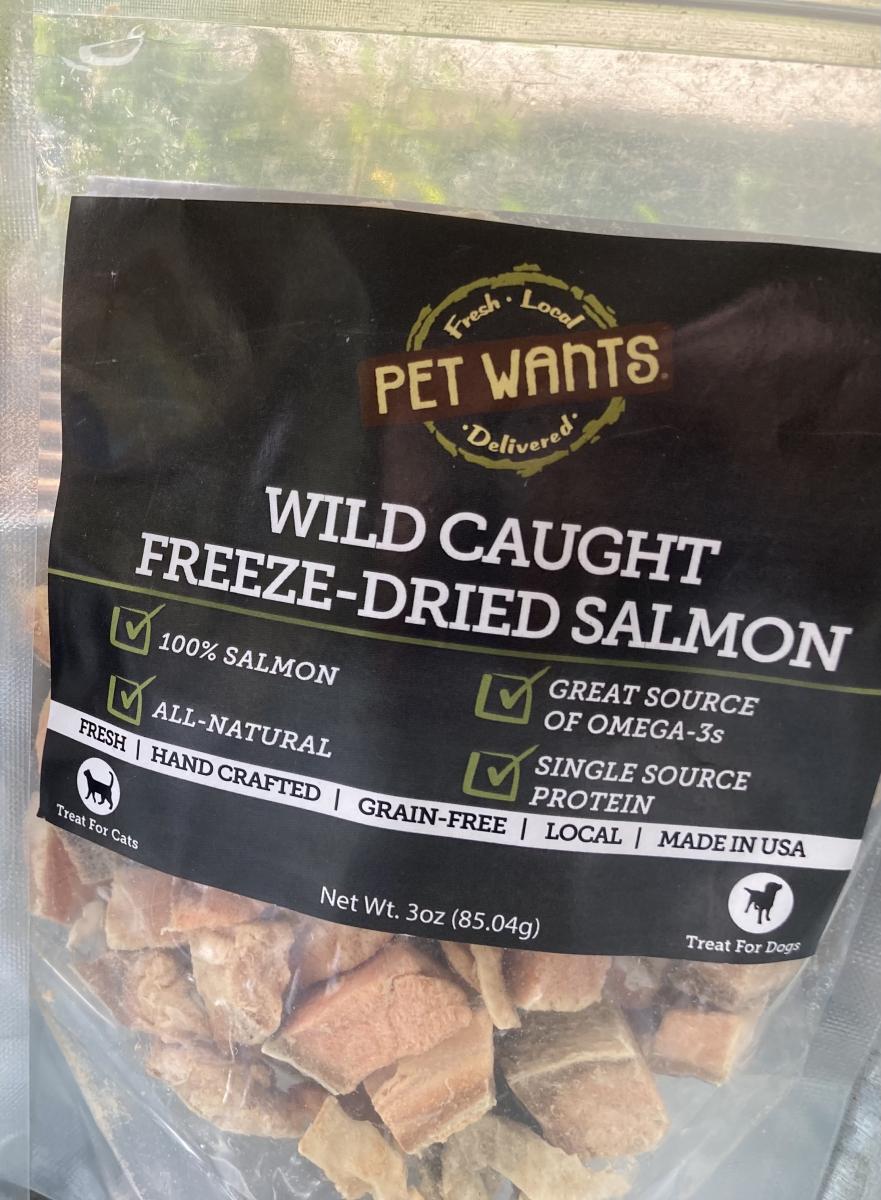 Fresh · Local
PET WANTS
·Delivered·
WILD CAUGHT
FREEZE-DRIED SALMON
100% SALMON
ALL-NATURAL
GREAT SOURCE
OF OMEGA-3s
SINGLE SOURCE
PROTEIN
FRESH | HAND CRAFTED | GRAIN-FREE | LOCAL | MADE IN USA
Treat For Cats
Net Wt. 3oz (85.04g)
Treat For Dogs